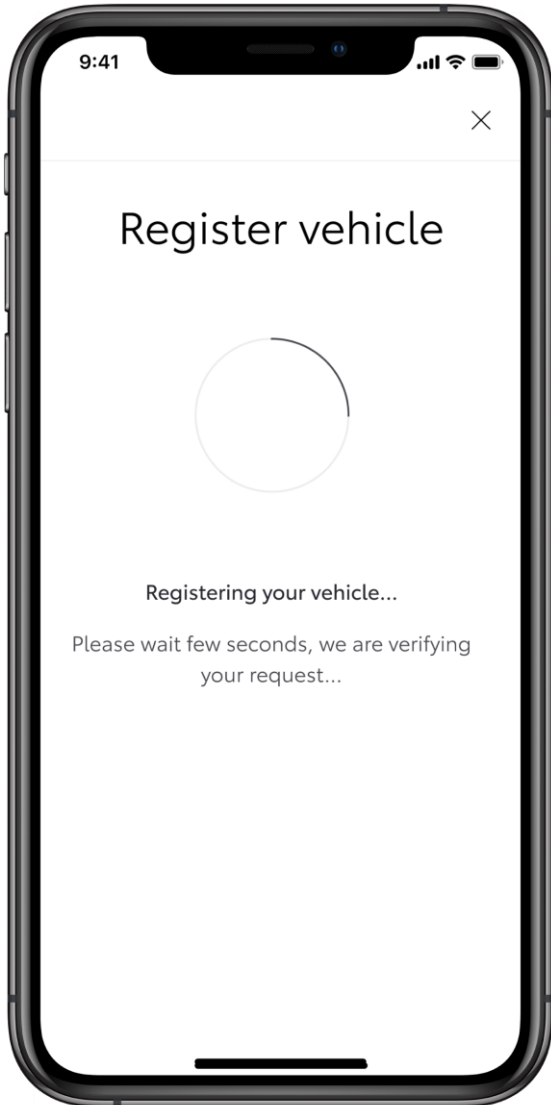 9:41
Register vehicle
Registering your vehicle...
Please wait few seconds, we are verifying
your request...